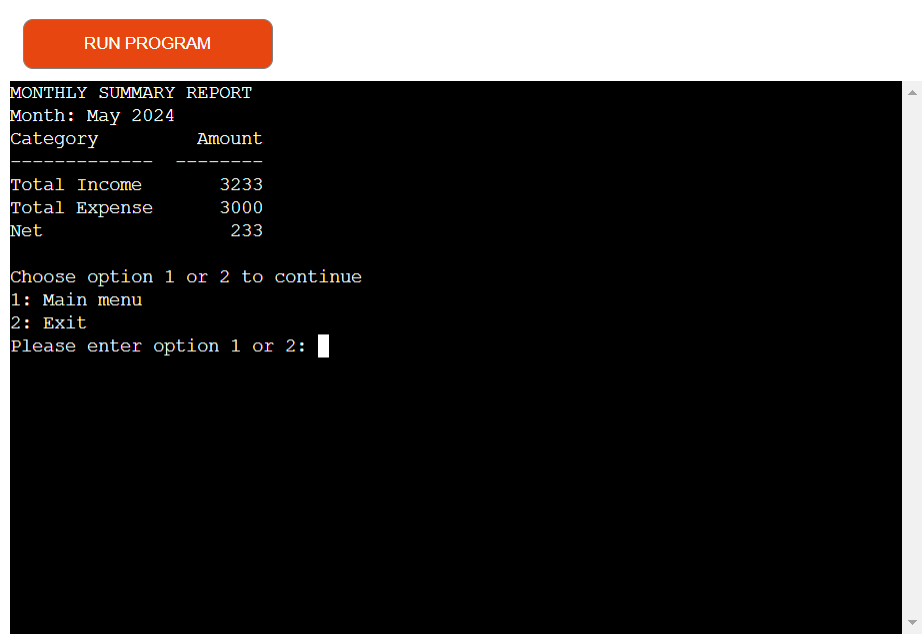 RUN PROGRAM
MONTHLY SUMMARY REPORT
Month: May 2024
Category         Amount
-------------  --------
Total Income       3233
Total Expense      3000
Net                 233
Choose option 1 or 2 to continue
1: Main menu
2: Exit
Please enter option 1 or 2: